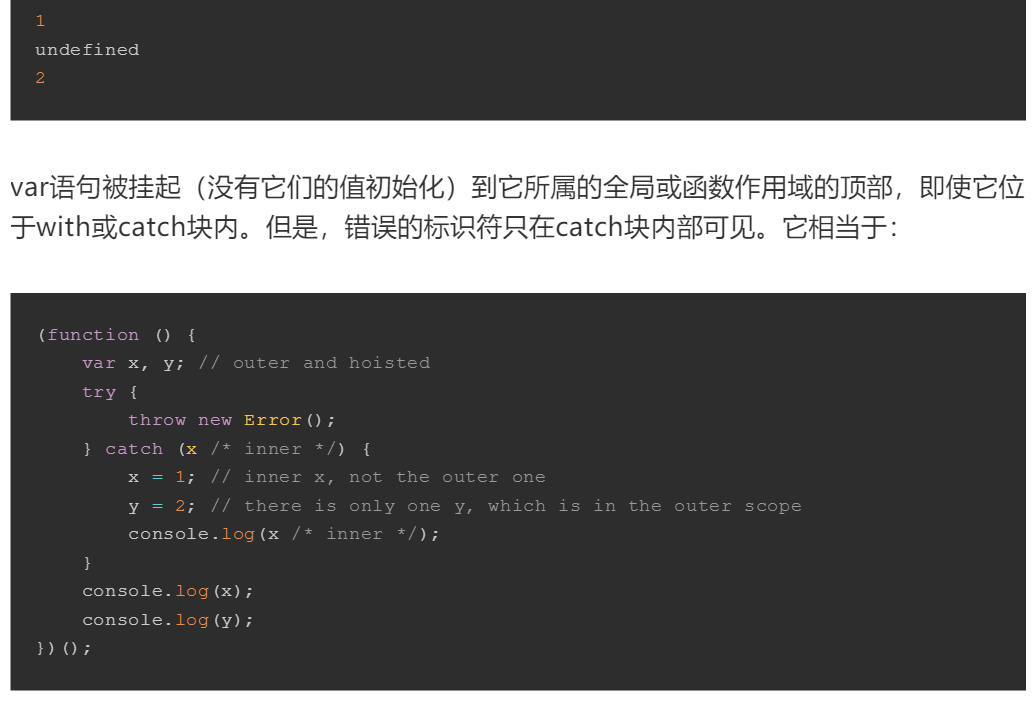 1
undefined
2
var语句被挂起（没有它们的值初始化）到它所属的全局或函数作用域的顶部，即使它位
于with或catch块内。但是，错误的标识符只在catch块内部可见。它相当于：
(function () {
    var x, y; // outer and hoisted
    try {
        throw new Error();
    } catch (x /* inner */) {
        x = 1; // inner x, not the outer one
        y = 2; // there is only one y, which is in the outer scope
        console.log(x /* inner */);
    }
    console.log(x);
    console.log(y);
})();